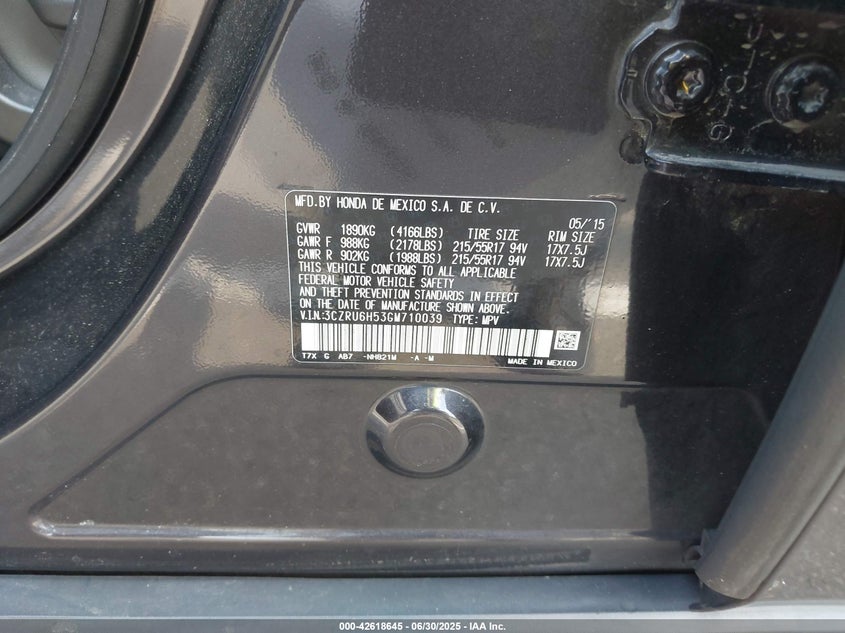 MFD.BY HONDA DE MEXICO S.A. DE C.V.
05/'15
GVWR 1890KG (4166LBS) TIRE SIZE RIM SIZE
GAWR F 988KG (2178LBS) 215/55R17 94V 17X7.5J
GAWR R 902KG (1988LBS) 215/55R17 94V 17X7.5J
THIS VEHICLE CONFORMS TO ALL APPLICABLE
FEDERAL MOTOR VEHICLE SAFETY
AND THEFT PREVENTION STANDARDS IN EFFECT
ON THE DATE OF MANUFACTURE SHOWN ABOVE.
V.I.N:3CZRU6H53GM710039 TYPE: MPV
T7X G AB7 -NH821M -A -M MADE IN MEXICO
000-42618645 - 06/30/2025 - IAA Inc.